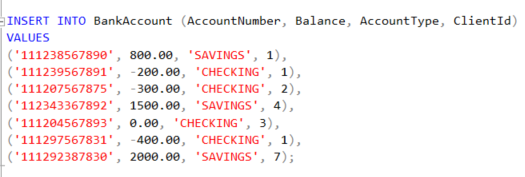 INSERT INTO BankAccount (AccountNumber, Balance, AccountType, ClientId)
VALUES
('111238567890', 800.00, 'SAVINGS', 1),
('111239567891', -200.00, 'CHECKING', 1),
('111207567875', -300.00, 'CHECKING', 2),
('112343367892', 1500.00, 'SAVINGS', 4),
('111204567893', 0.00, 'CHECKING', 3),
('111297567831', -400.00, 'CHECKING', 1),
('111292387830', 2000.00, 'SAVINGS', 7);